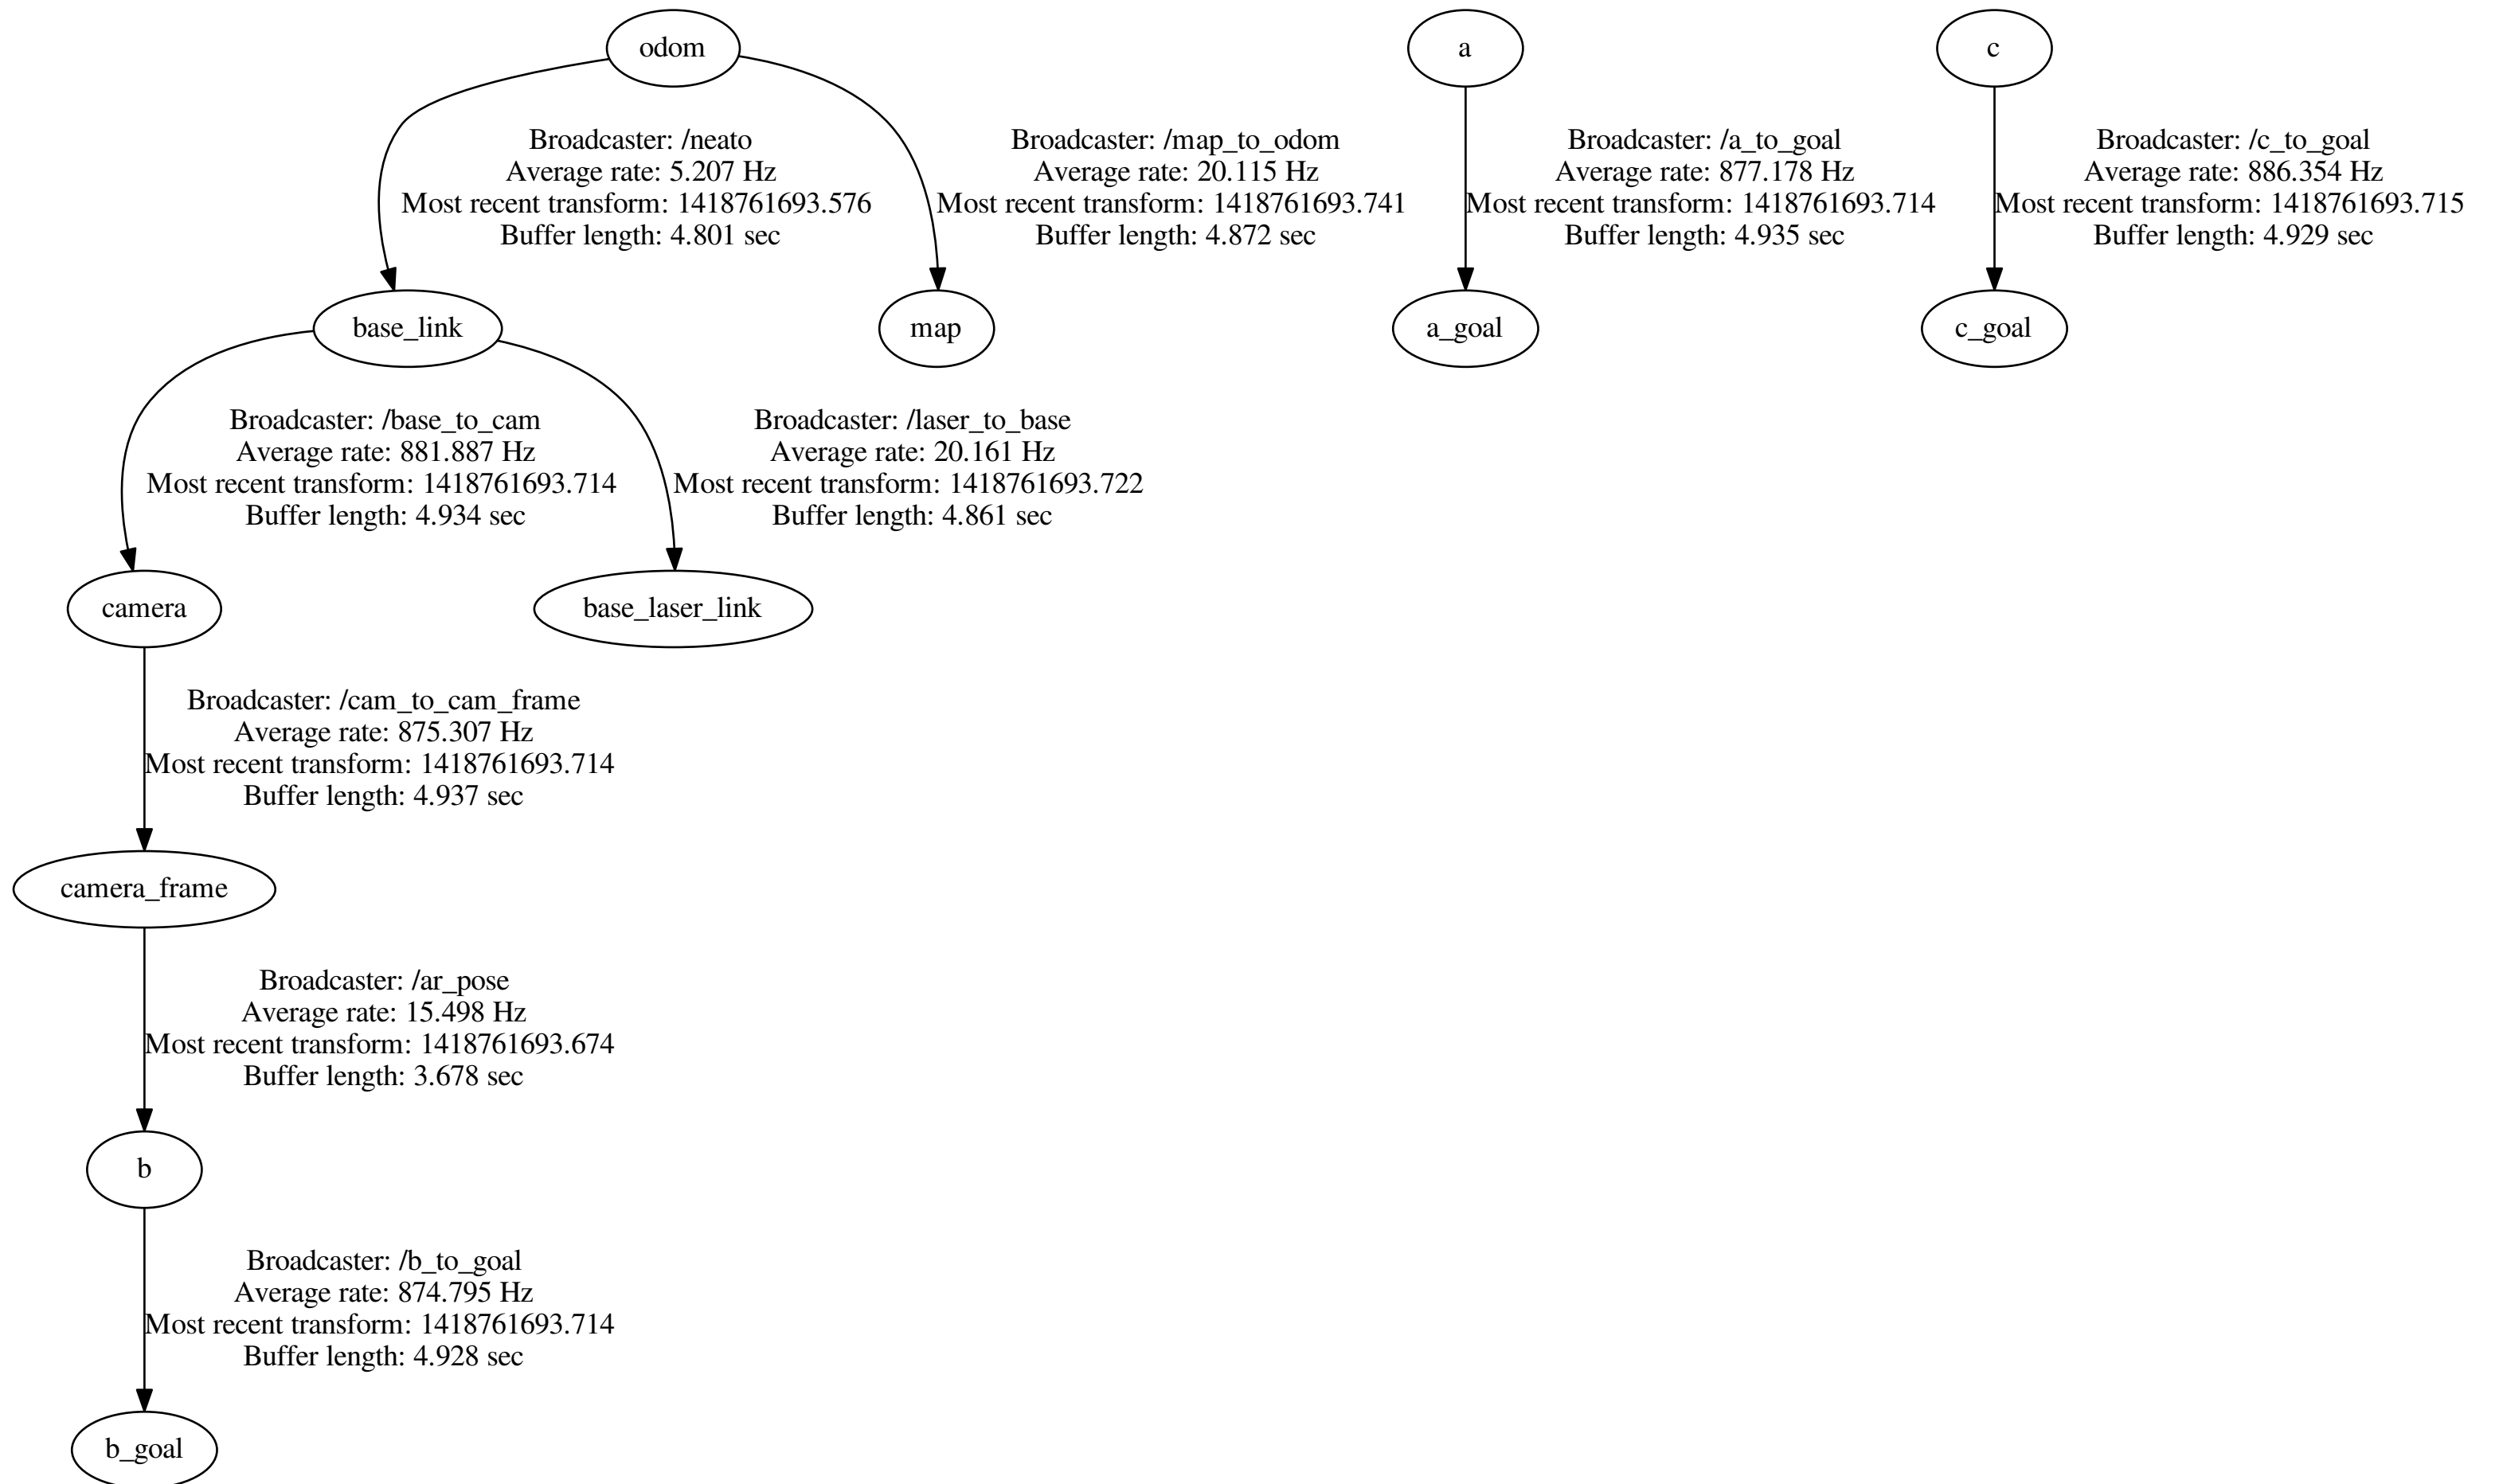 odom
a
c
Broadcaster: /neato
Average rate: 5.207 Hz
Most recent transform: 1418761693.576
Buffer length: 4.801 sec
Broadcaster: /map_to_odom
Average rate: 20.115 Hz
Most recent transform: 1418761693.741
Buffer length: 4.872 sec
Broadcaster: /a_to_goal
Average rate: 877.178 Hz
Most recent transform: 1418761693.714
Buffer length: 4.935 sec
Broadcaster: /c_to_goal
Average rate: 886.354 Hz
Most recent transform: 1418761693.715
Buffer length: 4.929 sec
base_link
map
a_goal
c_goal
Broadcaster: /base_to_cam
Average rate: 881.887 Hz
Most recent transform: 1418761693.714
Buffer length: 4.934 sec
Broadcaster: /laser_to_base
Average rate: 20.161 Hz
Most recent transform: 1418761693.722
Buffer length: 4.861 sec
camera
base_laser_link
Broadcaster: /cam_to_cam_frame
Average rate: 875.307 Hz
Most recent transform: 1418761693.714
Buffer length: 4.937 sec
camera_frame
Broadcaster: /ar_pose
Average rate: 15.498 Hz
Most recent transform: 1418761693.674
Buffer length: 3.678 sec
b
Broadcaster: /b_to_goal
Average rate: 874.795 Hz
Most recent transform: 1418761693.714
Buffer length: 4.928 sec
b_goal